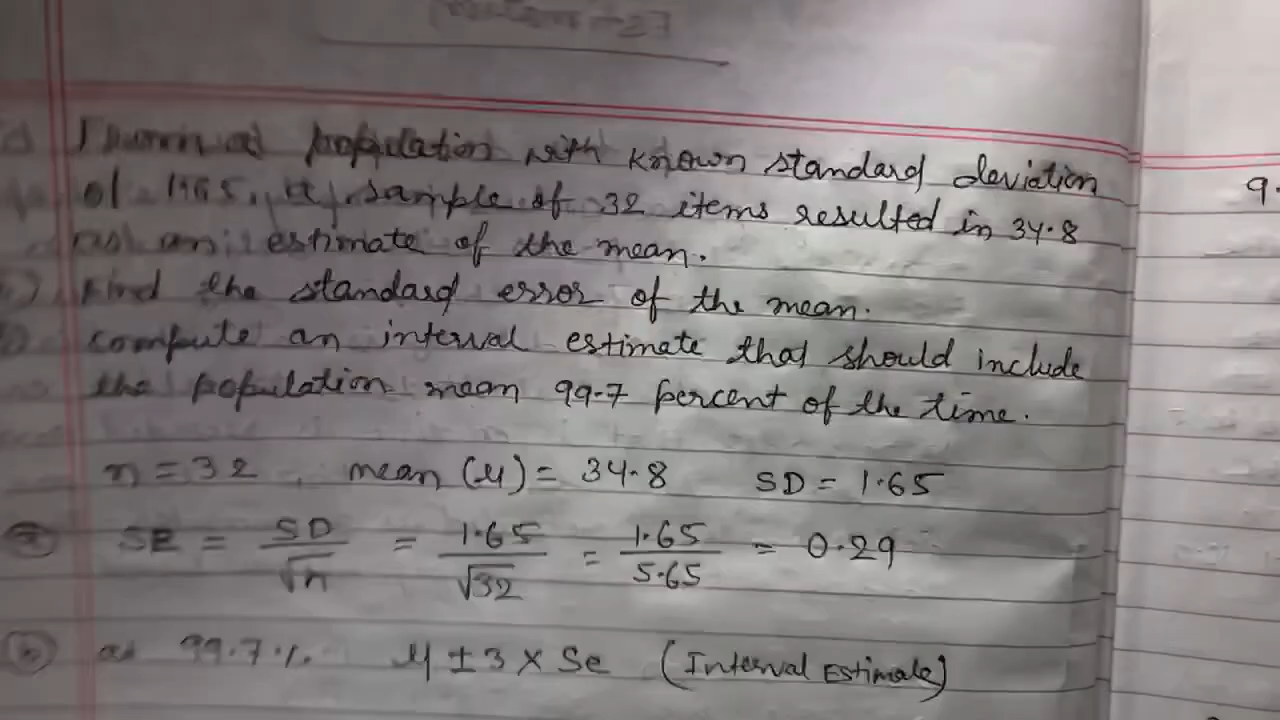 population with known standard deviation
of 1.65, a sample of 32 items resulted in 34.8
as an estimate of the mean.
Find the standard error of the mean.
compute an interval estimate that should include
the population mean 99.7 percent of the time.
n = 32 , mean (μ) = 34.8 SD = 1.65
(a) SE = SD/√n = 1.65/√32 = 1.65/5.65 = 0.29
(b) at 99.7% μ ± 3 × Se (Interval Estimate)
9.